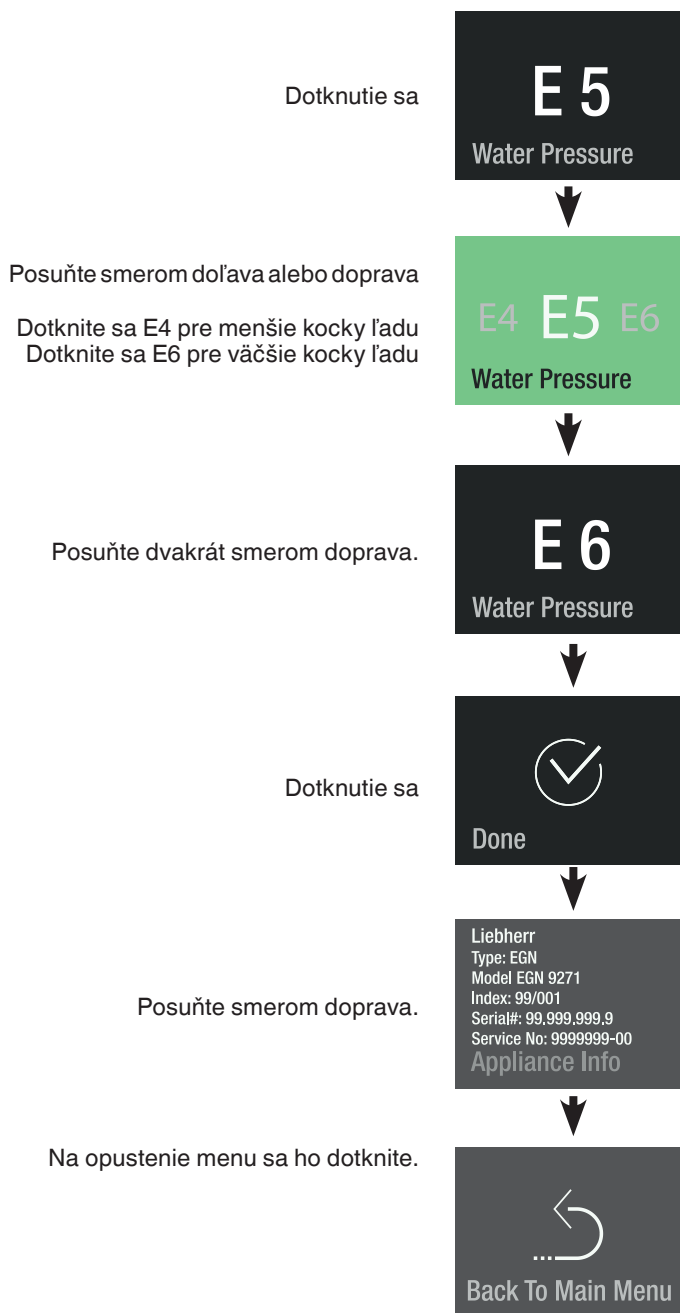 Dotknutie sa
E 5
Water Pressure
Posuňte smerom doľava alebo doprava
Dotknite sa E4 pre menšie kocky ľadu
Dotknite sa E6 pre väčšie kocky ľadu
E4 E5 E6
Water Pressure
Posuňte dvakrát smerom doprava.
E 6
Water Pressure
Dotknutie sa
Done
Posuňte smerom doprava.
Liebherr
Type: EGN
Model EGN 9271
Index: 99/001
Serial#: 99.999.999.9
Service No: 9999999-00
Appliance Info
Na opustenie menu sa ho dotknite.
Back To Main Menu